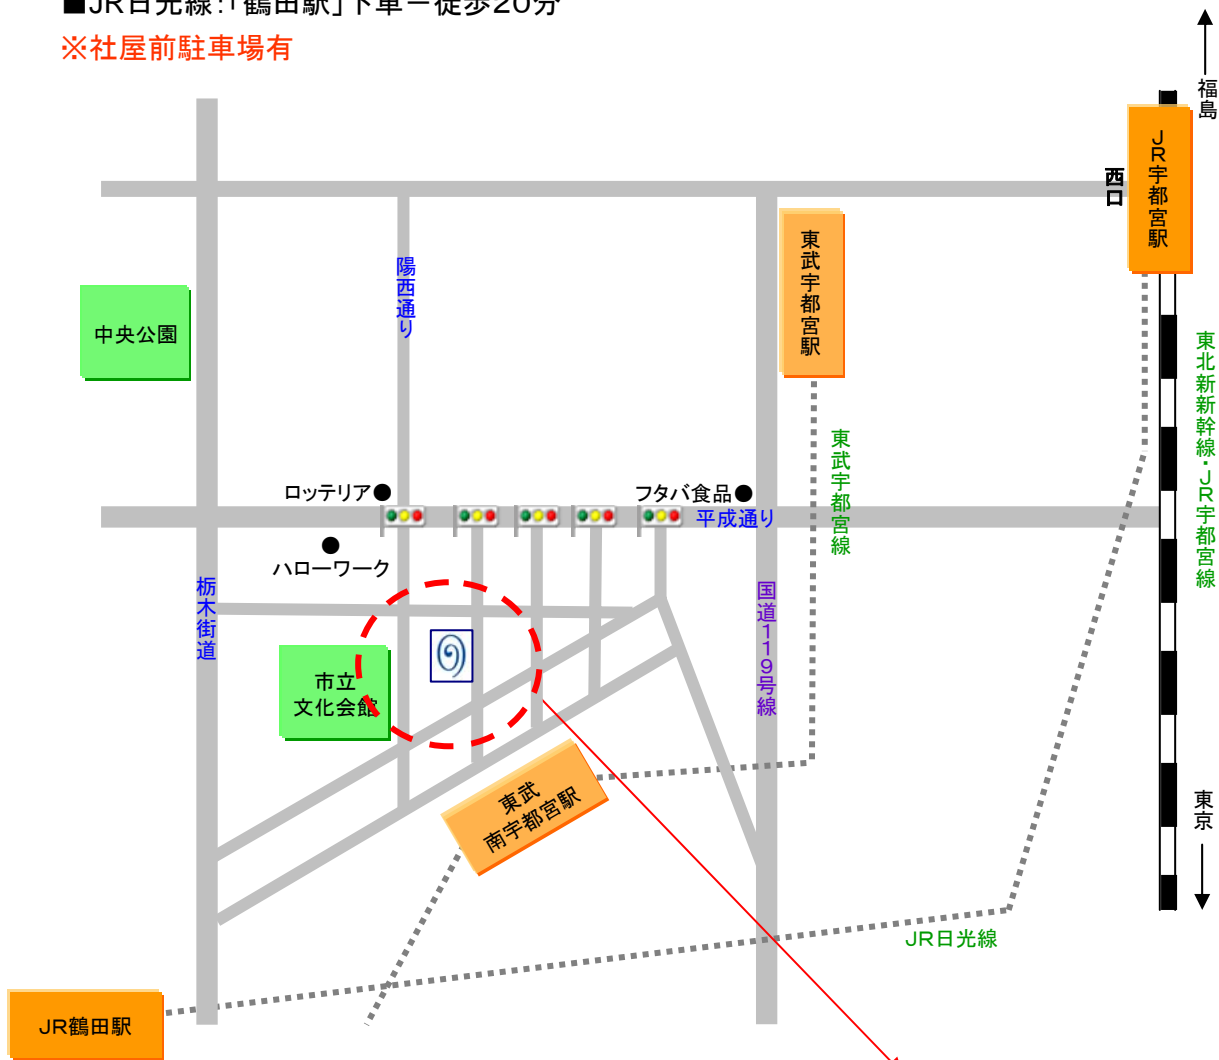 ■JR日光線:「鶴田駅」下車－徒歩20分
※社屋前駐車場有
福島
JR宇都宮駅
西口
東武宇都宮駅
陽西通り
中央公園
東北新新幹線・JR宇都宮線
東武宇都宮線
ロッテリア●
フタバ食品●
平成通り
ハローワーク
栃木街道
国道119号線
市立
文化会館
東武
南宇都宮駅
東京
JR日光線
JR鶴田駅